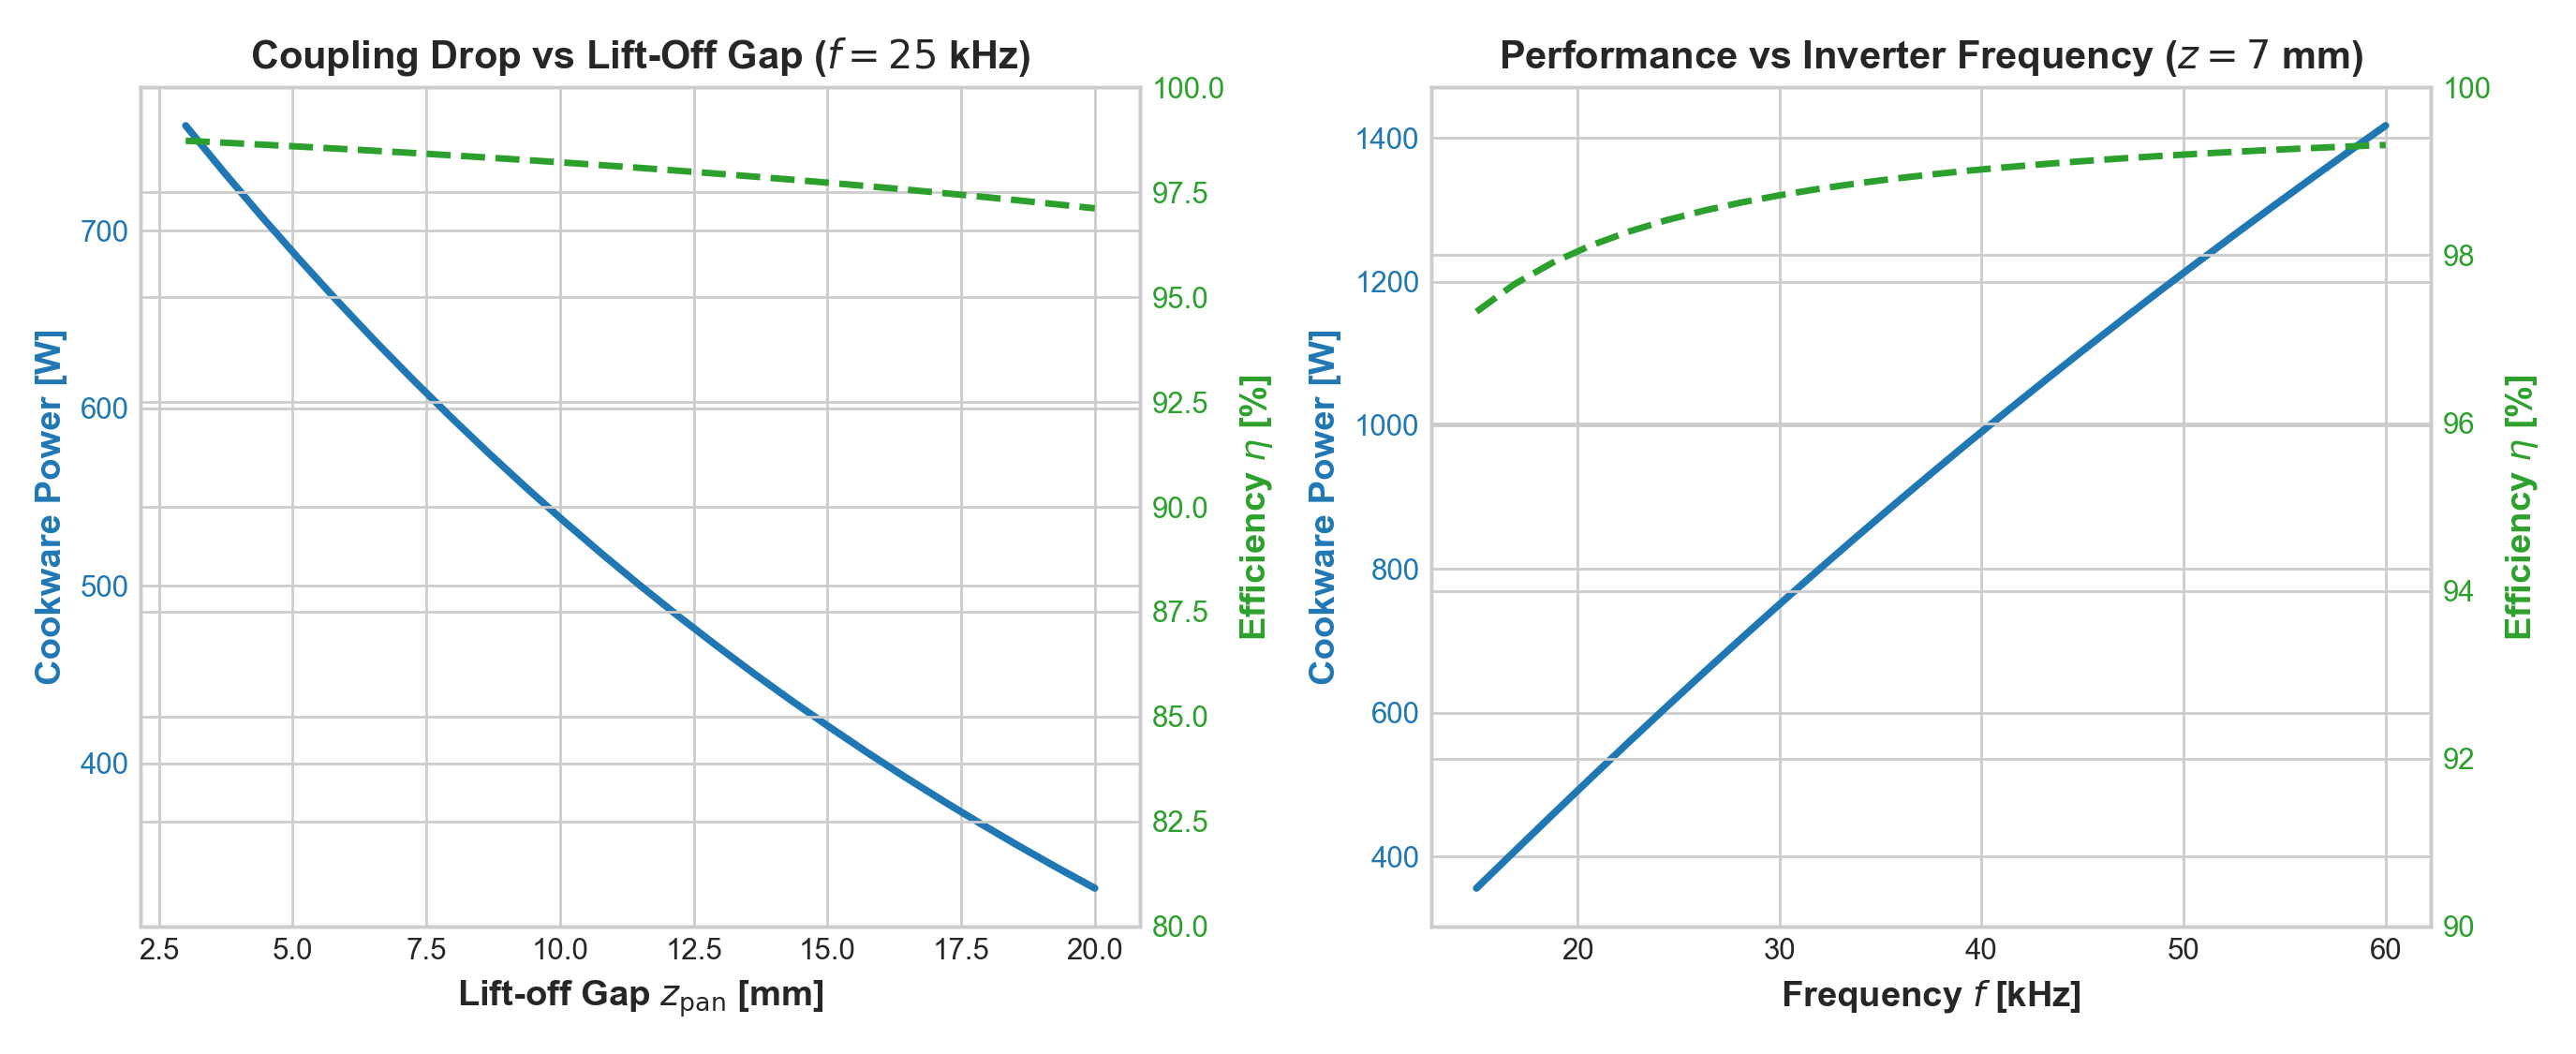 Coupling Drop vs Lift-Off Gap (f = 25 kHz)
Cookware Power [W]
700
600
500
400
100.0
97.5
95.0
92.5
90.0
87.5
85.0
82.5
80.0
Efficiency η [%]
2.5 5.0 7.5 10.0 12.5 15.0 17.5 20.0
Lift-off Gap z_pan [mm]
Performance vs Inverter Frequency (z = 7 mm)
Cookware Power [W]
1400
1200
1000
800
600
400
100
98
96
94
92
90
Efficiency η [%]
20 30 40 50 60
Frequency f [kHz]